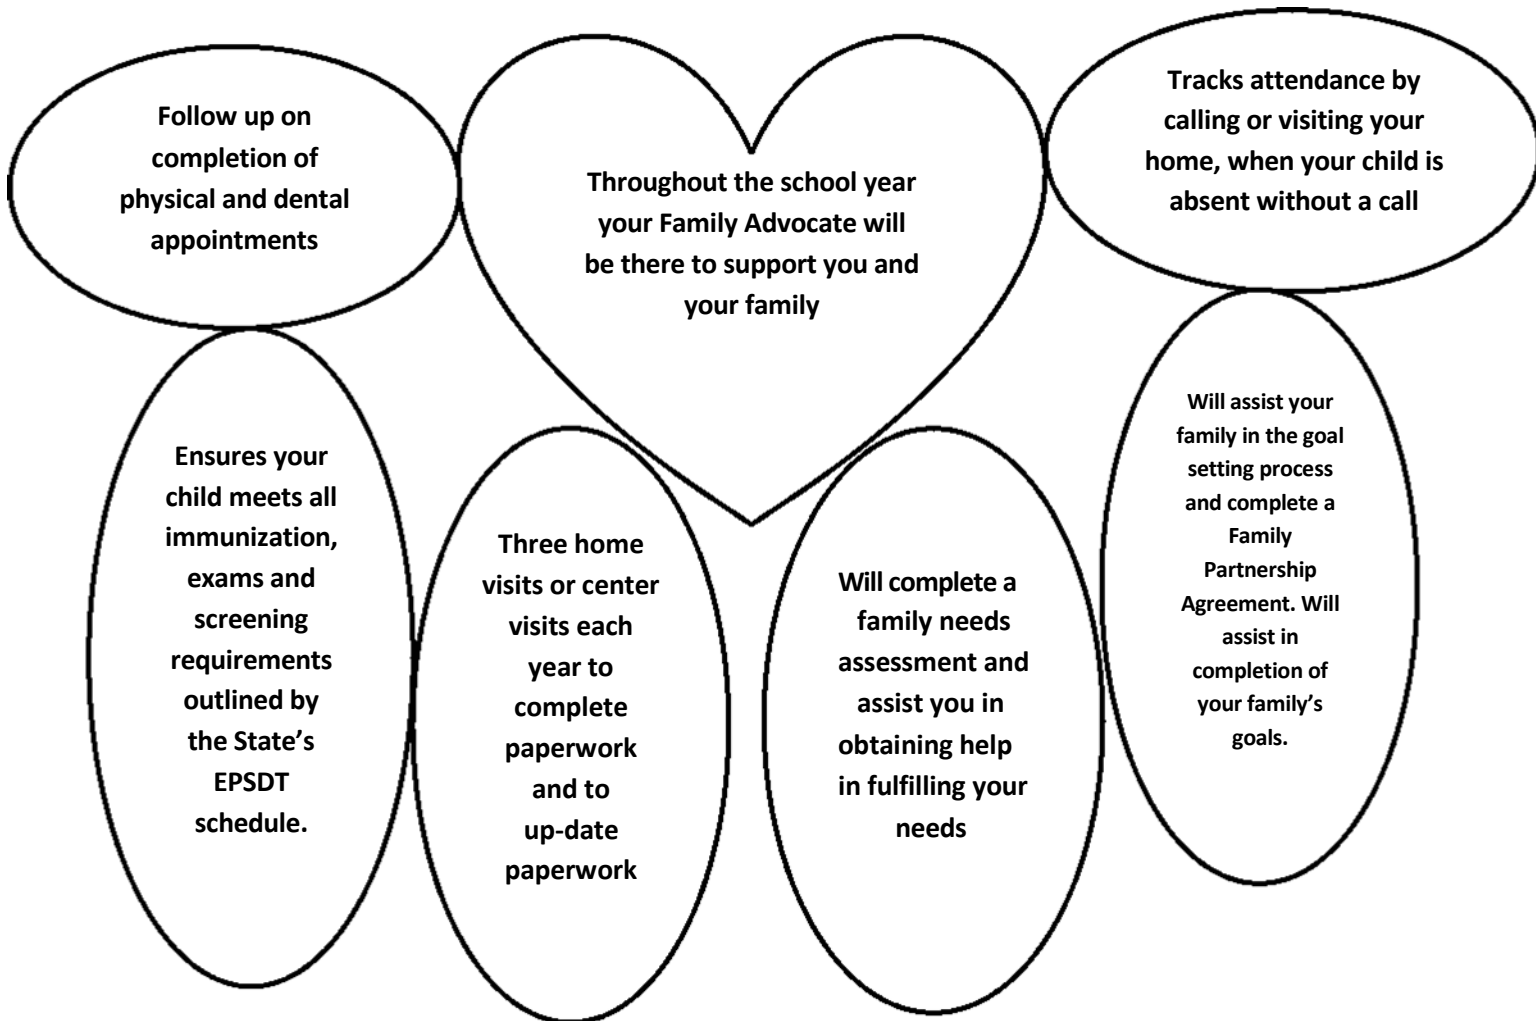 Follow up on
completion of
physical and dental
appointments
Throughout the school year
your Family Advocate will
be there to support you and
your family
Tracks attendance by
calling or visiting your
home, when your child is
absent without a call
Ensures your
child meets all
immunization,
exams and
screening
requirements
outlined by
the State’s
EPSDT
schedule.
Three home
visits or center
visits each
year to
complete
paperwork
and to
up-date
paperwork
Will complete a
family needs
assessment and
assist you in
obtaining help
in fulfilling your
needs
Will assist your
family in the goal
setting process
and complete a
Family
Partnership
Agreement. Will
assist in
completion of
your family’s
goals.